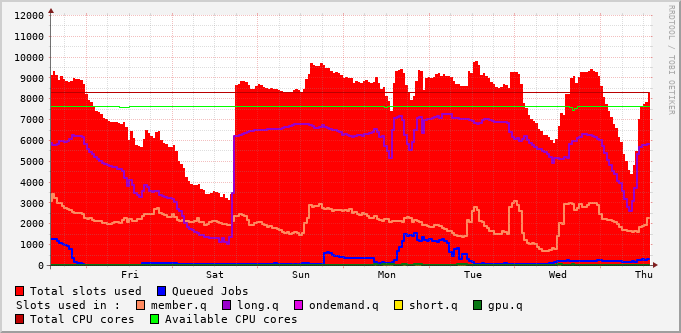 12000
11000
10000
9000
8000
7000
6000
5000
4000
3000
2000
1000
0
Fri Sat Sun Mon Tue Wed Thu
RRDTOOL / TOBI OETIKER
Total slots used Queued Jobs
Slots used in : member.q long.q ondemand.q short.q gpu.q
Total CPU cores Available CPU cores